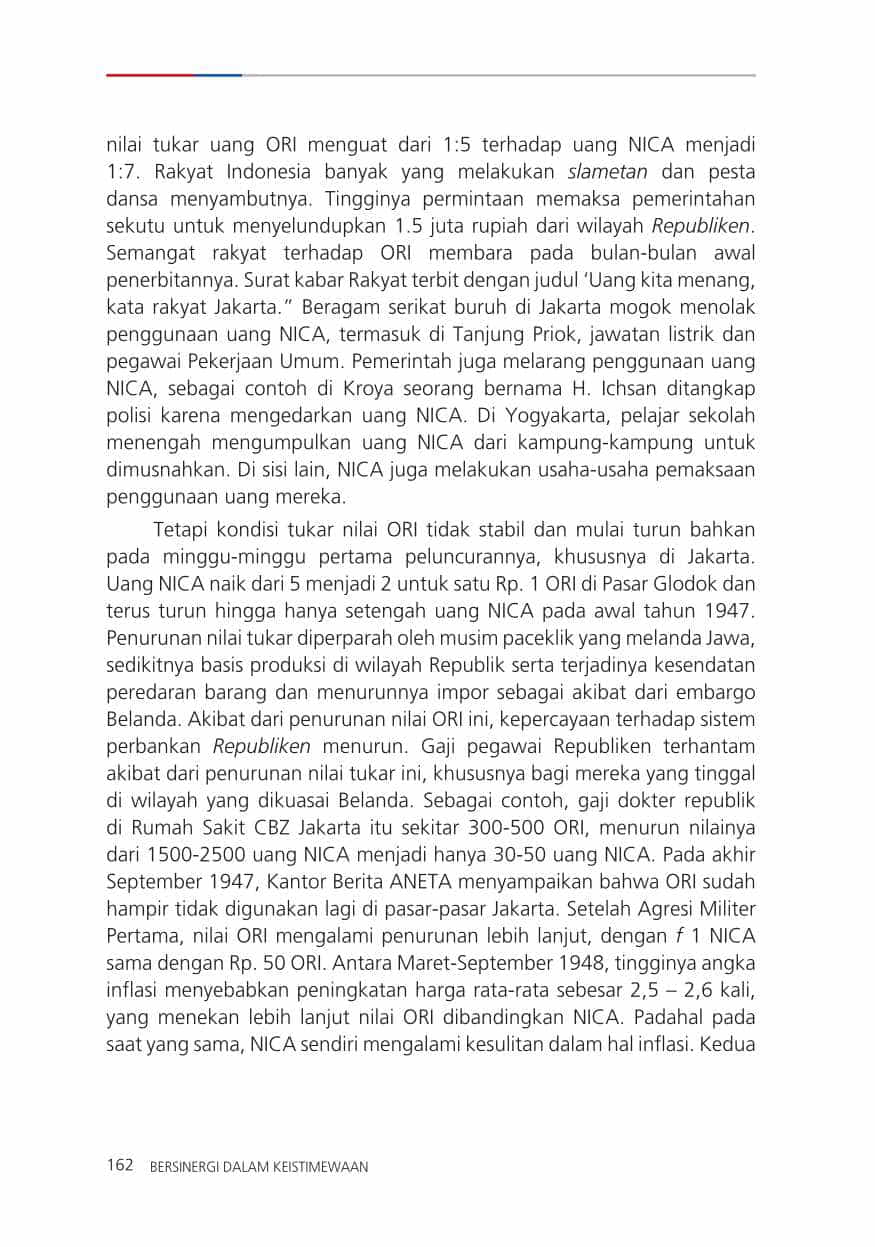 nilai tukar uang ORI menguat dari 1:5 terhadap uang NICA menjadi
1:7. Rakyat Indonesia banyak yang melakukan slametan dan pesta
dansa menyambutnya. Tingginya permintaan memaksa pemerintahan
sekutu untuk menyelundupkan 1.5 juta rupiah dari wilayah Republiken.
Semangat rakyat terhadap ORI membara pada bulan-bulan awal
penerbitannya. Surat kabar Rakyat terbit dengan judul ‘Uang kita menang,
kata rakyat Jakarta.” Beragam serikat buruh di Jakarta mogok menolak
penggunaan uang NICA, termasuk di Tanjung Priok, jawatan listrik dan
pegawai Pekerjaan Umum. Pemerintah juga melarang penggunaan uang
NICA, sebagai contoh di Kroya seorang bernama H. Ichsan ditangkap
polisi karena mengedarkan uang NICA. Di Yogyakarta, pelajar sekolah
menengah mengumpulkan uang NICA dari kampung-kampung untuk
dimusnahkan. Di sisi lain, NICA juga melakukan usaha-usaha pemaksaan
penggunaan uang mereka.
Tetapi kondisi tukar nilai ORI tidak stabil dan mulai turun bahkan
pada minggu-minggu pertama peluncurannya, khususnya di Jakarta.
Uang NICA naik dari 5 menjadi 2 untuk satu Rp. 1 ORI di Pasar Glodok dan
terus turun hingga hanya setengah uang NICA pada awal tahun 1947.
Penurunan nilai tukar diperparah oleh musim paceklik yang melanda Jawa,
sedikitnya basis produksi di wilayah Republik serta terjadinya kesendatan
peredaran barang dan menurunnya impor sebagai akibat dari embargo
Belanda. Akibat dari penurunan nilai ORI ini, kepercayaan terhadap sistem
perbankan Republiken menurun. Gaji pegawai Republiken terhantam
akibat dari penurunan nilai tukar ini, khususnya bagi mereka yang tinggal
di wilayah yang dikuasai Belanda. Sebagai contoh, gaji dokter republik
di Rumah Sakit CBZ Jakarta itu sekitar 300-500 ORI, menurun nilainya
dari 1500-2500 uang NICA menjadi hanya 30-50 uang NICA. Pada akhir
September 1947, Kantor Berita ANETA menyampaikan bahwa ORI sudah
hampir tidak digunakan lagi di pasar-pasar Jakarta. Setelah Agresi Militer
Pertama, nilai ORI mengalami penurunan lebih lanjut, dengan f 1 NICA
sama dengan Rp. 50 ORI. Antara Maret-September 1948, tingginya angka
inflasi menyebabkan peningkatan harga rata-rata sebesar 2,5 – 2,6 kali,
yang menekan lebih lanjut nilai ORI dibandingkan NICA. Padahal pada
saat yang sama, NICA sendiri mengalami kesulitan dalam hal inflasi. Kedua
162 BERSINERGI DALAM KEISTIMEWAAN